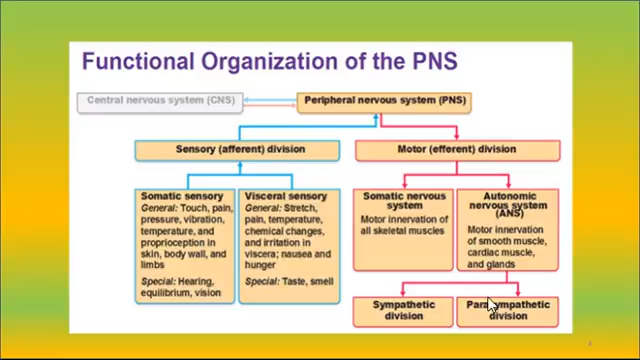 Functional Organization of the PNS
Central nervous system (CNS)
Peripheral nervous system (PNS)
Sensory (afferent) division
Motor (efferent) division
Somatic sensory
General: Touch, pain,
pressure, vibration,
temperature, and
proprioception in
skin, body wall, and
limbs
Special: Hearing,
equilibrium, vision
Visceral sensory
General: Stretch,
pain, temperature,
chemical changes,
and irritation in
viscera; nausea and
hunger
Special: Taste, smell
Somatic nervous
system
Motor innervation of
all skeletal muscles
Autonomic
nervous system
(ANS)
Motor innervation
of smooth muscle,
cardiac muscle,
and glands
Sympathetic
division
Parasympathetic
division